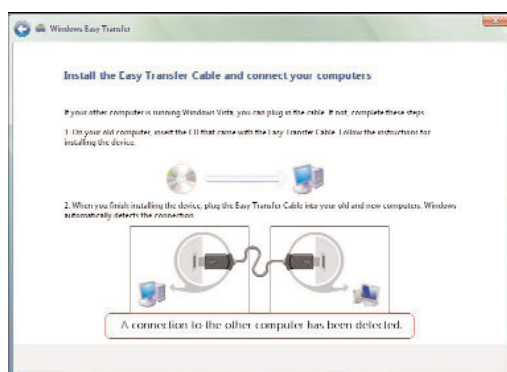 Windows Easy Transfer
Install the Easy Transfer Cable and connect your computers
If your other computer is running Windows Vista, you can plug in the cable. If not, complete these steps.
1. On your old computer, insert the CD that came with the Easy Transfer Cable. Follow the instructions for
installing the device.
2. When you finish installing the device, plug the Easy Transfer Cable into your old and new computers. Windows
automatically detects the connection.
A connection to the other computer has been detected.